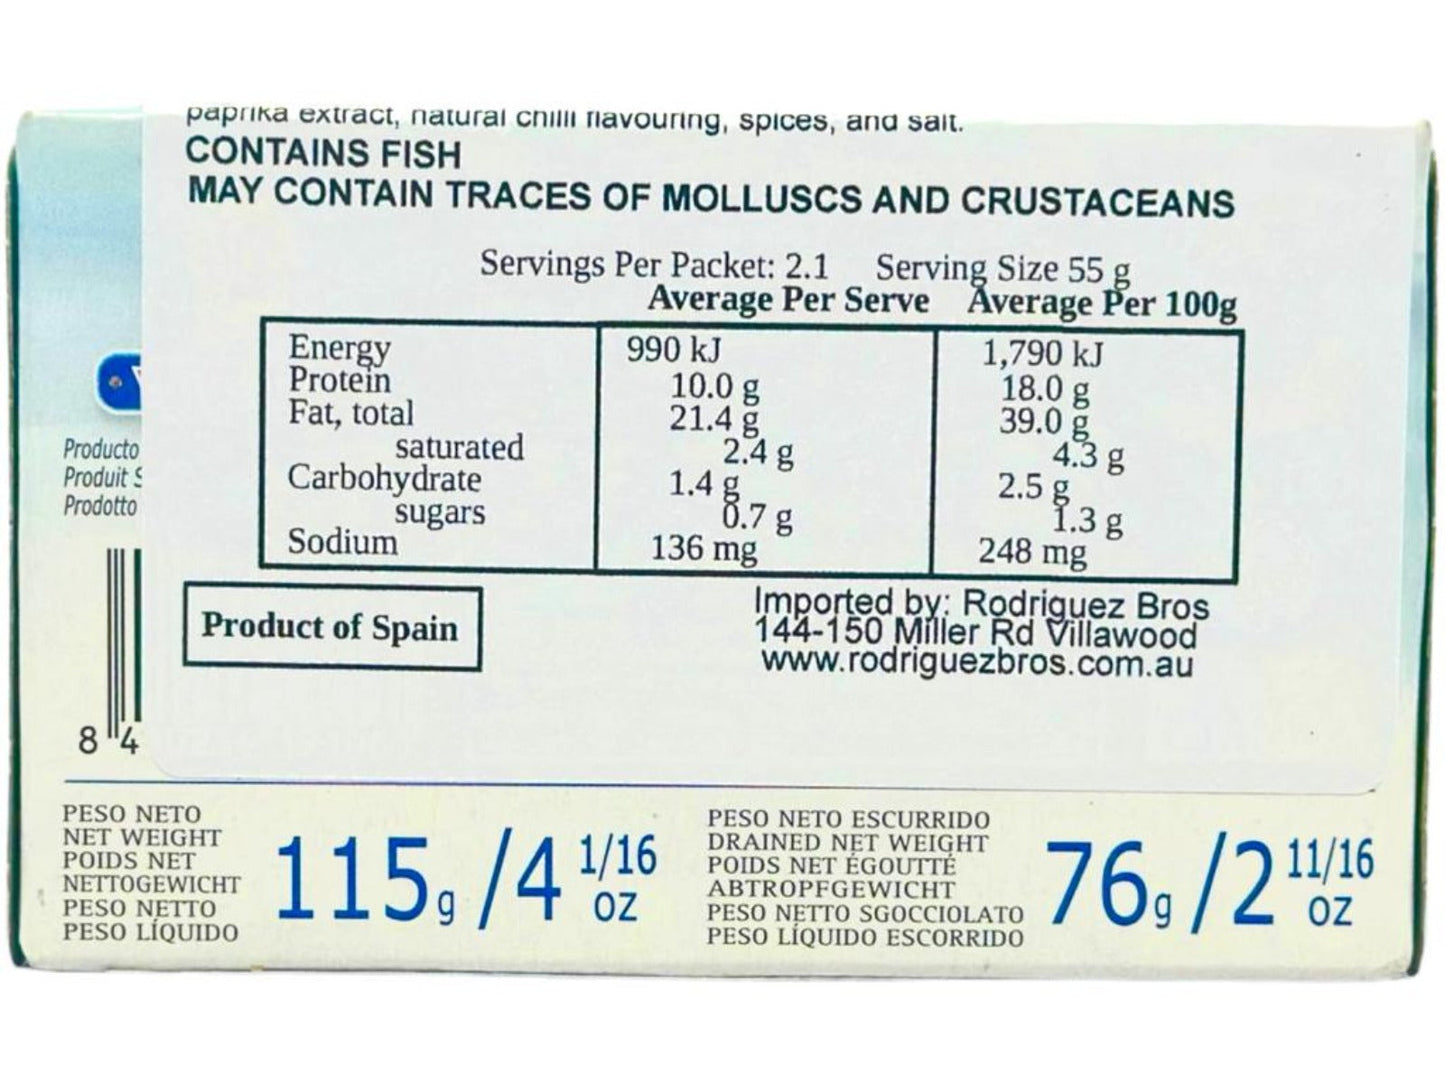 paprika extract, natural chilli flavouring, spices, and salt.
CONTAINS FISH
MAY CONTAIN TRACES OF MOLLUSCS AND CRUSTACEANS
Servings Per Packet: 2.1 Serving Size 55 g
Average Per Serve Average Per 100g
Energy 990 kJ 1,790 kJ
Protein 10.0 g 18.0 g
Fat, total 21.4 g 39.0 g
saturated 2.4 g 4.3 g
Carbohydrate 1.4 g 2.5 g
sugars 0.7 g 1.3 g
Sodium 136 mg 248 mg
Product of Spain
Imported by: Rodriguez Bros
144-150 Miller Rd Villawood
www.rodriguezbros.com.au
Producto
Produit
Prodotto
8 4
PESO NETO
NET WEIGHT
POIDS NET
NETTOGEWICHT
PESO NETTO
PESO LÍQUIDO
115g /4 1/16 oz
PESO NETO ESCURRIDO
DRAINED NET WEIGHT
POIDS NET ÉGOUTTÉ
ABTROPFGEWICHT
PESO NETTO SGOCCIOLATO
PESO LÍQUIDO ESCORRIDO
76g /2 11/16 oz